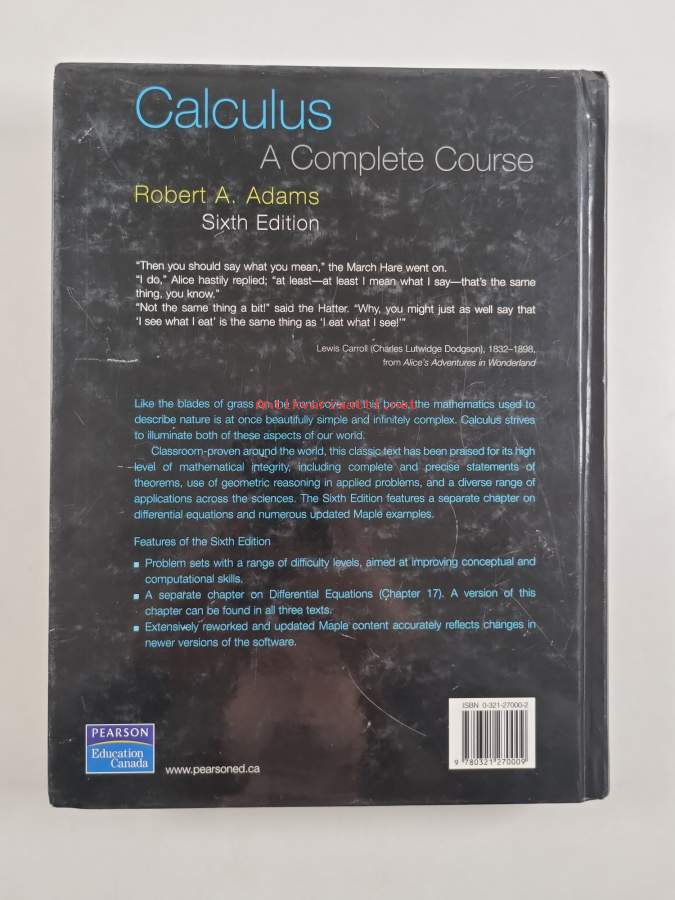 Calculus
A Complete Course
Robert A. Adams
Sixth Edition
“Then you should say what you mean,” the March Hare went on.
“I do,” Alice hastily replied; “at least—at least I mean what I say—that’s the same
thing, you know.”
“Not the same thing a bit!” said the Hatter. “Why, you might just as well say that
‘I see what I eat’ is the same thing as ‘I eat what I see!’”
Lewis Carroll (Charles Lutwidge Dodgson), 1832–1898,
from Alice’s Adventures in Wonderland
Like the blades of grass on the front cover of this book, the mathematics used to
describe nature is at once beautifully simple and infinitely complex. Calculus strives
to illuminate both of these aspects of our world.
Classroom-proven around the world, this classic text has been praised for its high
level of mathematical integrity, including complete and precise statements of
theorems, use of geometric reasoning in applied problems, and a diverse range of
applications across the sciences. The Sixth Edition features a separate chapter on
differential equations and numerous updated Maple examples.
Features of the Sixth Edition
■ Problem sets with a range of difficulty levels, aimed at improving conceptual and
computational skills.
■ A separate chapter on Differential Equations (Chapter 17). A version of this
chapter can be found in all three texts.
■ Extensively reworked and updated Maple content accurately reflects changes in
newer versions of the software.
ISBN 0-321-27000-2
9 780321 270009
PEARSON
Education
Canada
www.pearsoned.ca